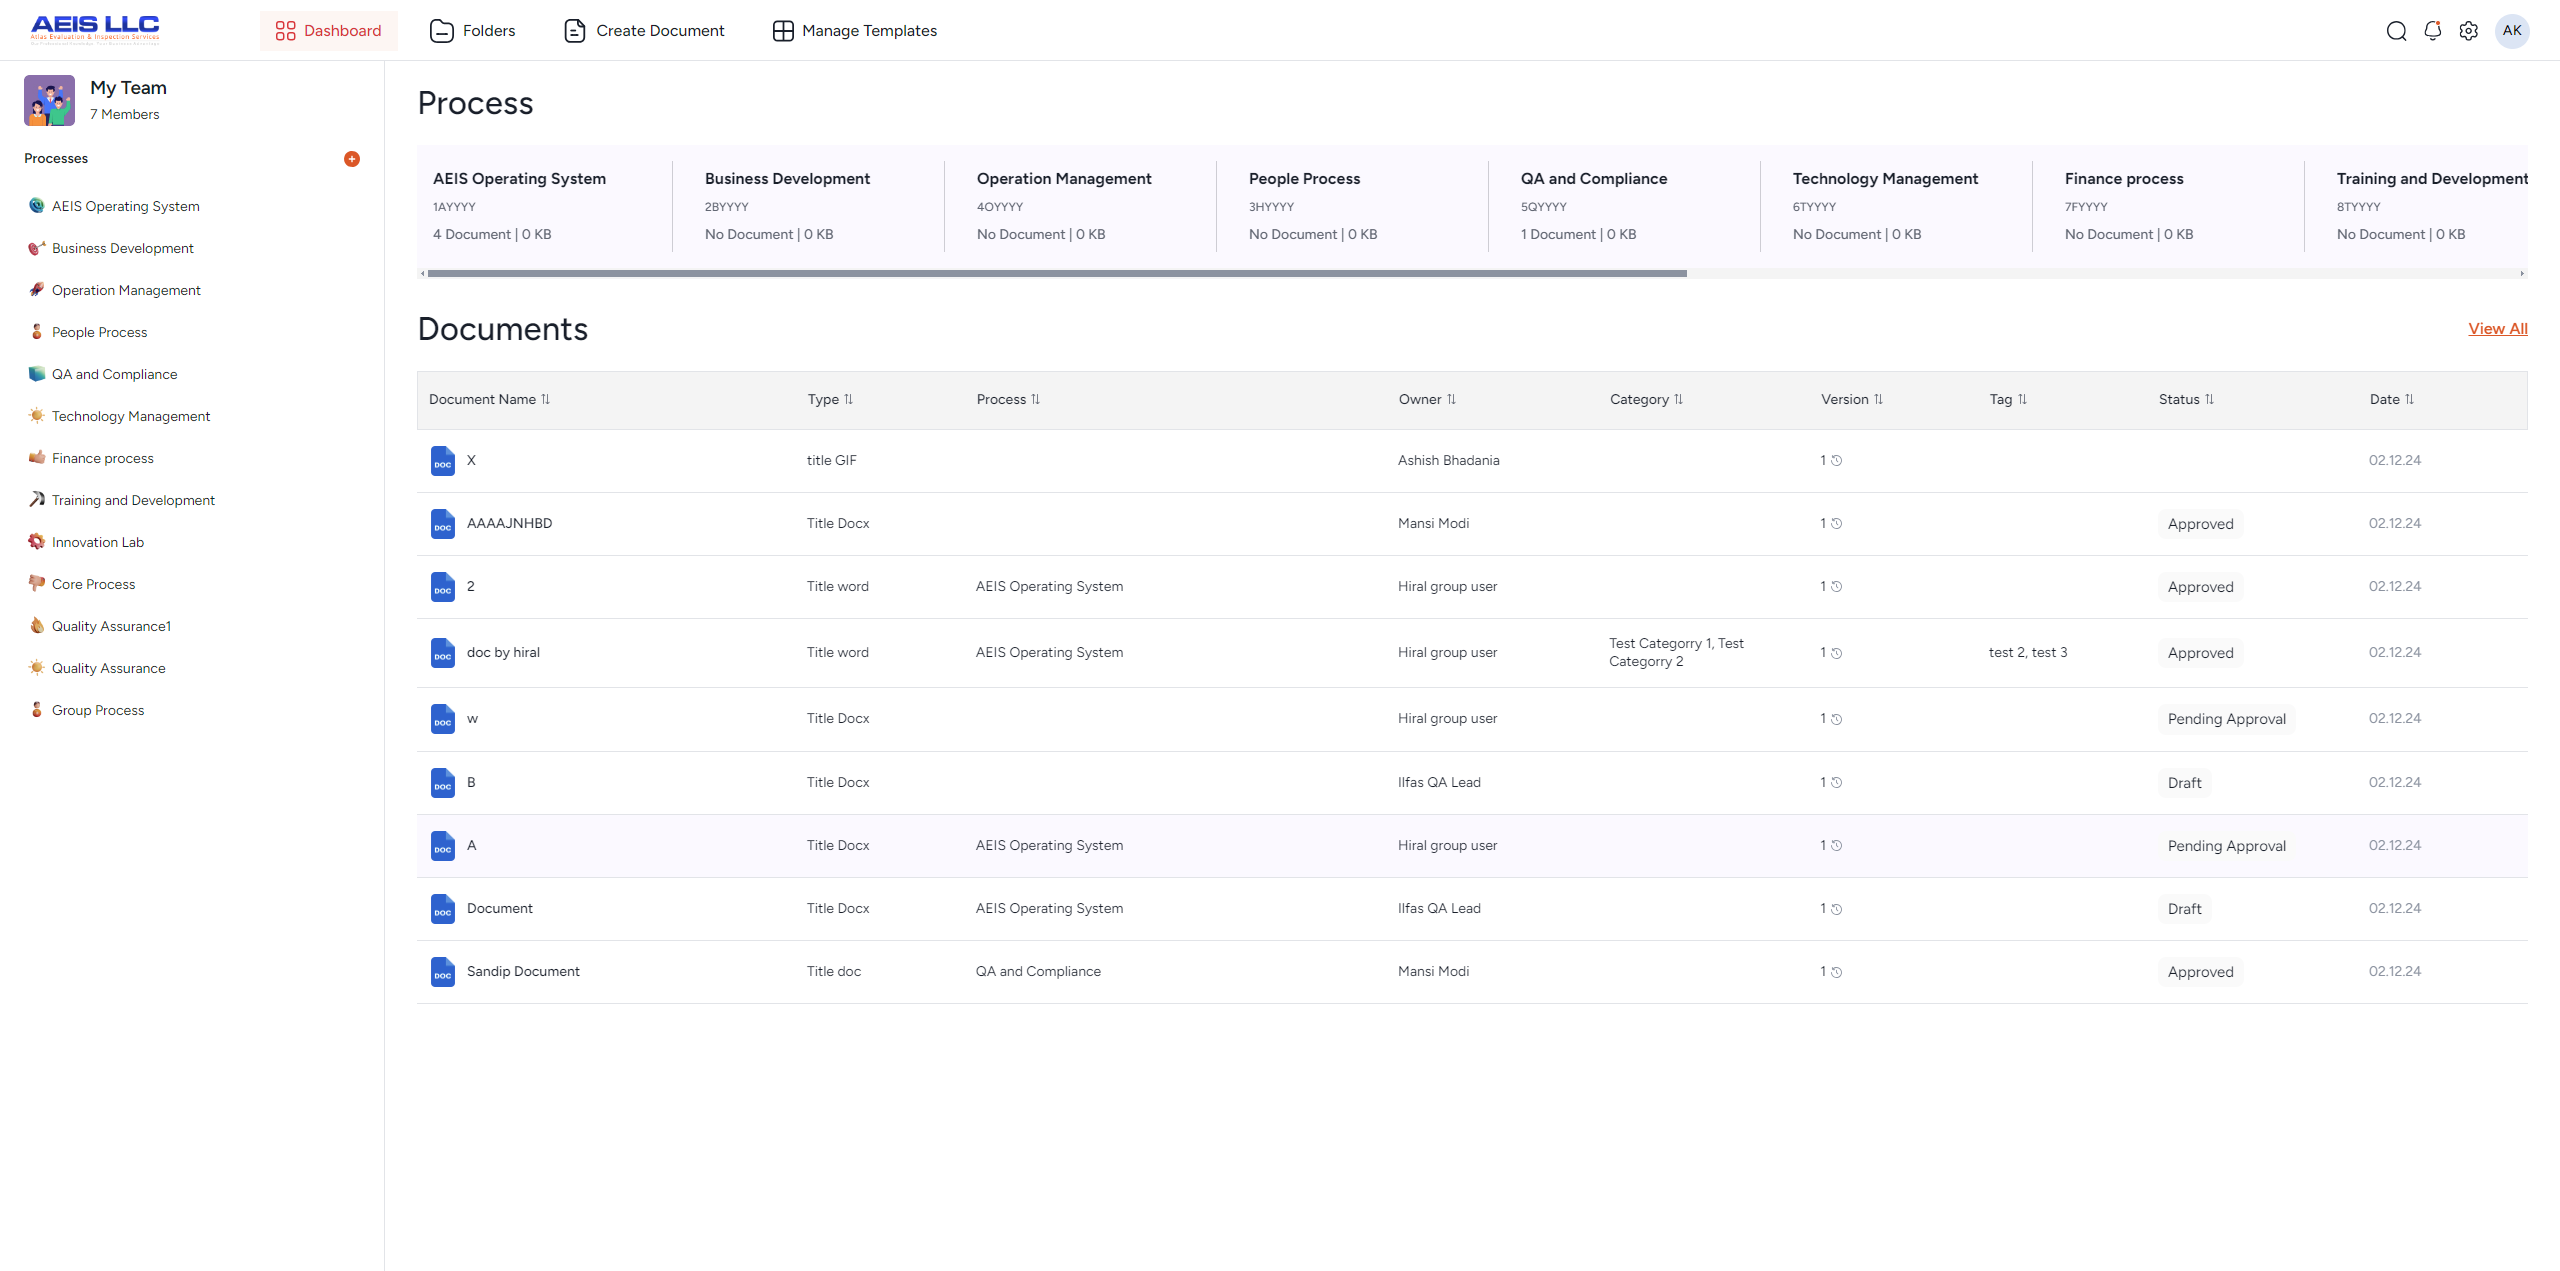 AEIS LLC
Atlas Evaluation & Inspection Services
Dashboard
Folders
Create Document
Manage Templates
AK
My Team
7 Members
Processes
AEIS Operating System
Business Development
Operation Management
People Process
QA and Compliance
Technology Management
Finance process
Training and Development
Innovation Lab
Core Process
Quality Assurance1
Quality Assurance
Group Process
Process
AEIS Operating System
1AYYYY
4 Document | 0 KB
Business Development
2BYYYY
No Document | 0 KB
Operation Management
4OYYYY
No Document | 0 KB
People Process
3HYYYY
No Document | 0 KB
QA and Compliance
5QYYYY
1 Document | 0 KB
Technology Management
6TYYYY
No Document | 0 KB
Finance process
7FYYYY
No Document | 0 KB
Training and Development
8TYYYY
No Document | 0 KB
Documents
View All
Document Name Type Process Owner Category Version Tag Status Date
DOC X title GIF Ashish Bhadania 1 02.12.24
DOC AAAAJNHBD Title Docx Mansi Modi 1 Approved 02.12.24
DOC 2 Title word AEIS Operating System Hiral group user 1 Approved 02.12.24
DOC doc by hiral Title word AEIS Operating System Hiral group user Test Categorry 1, Test
Categorry 2 1 test 2, test 3 Approved 02.12.24
DOC w Title Docx Hiral group user 1 Pending Approval 02.12.24
DOC B Title Docx Ilfas QA Lead 1 Draft 02.12.24
DOC A Title Docx AEIS Operating System Hiral group user 1 Pending Approval 02.12.24
DOC Document Title Docx AEIS Operating System Ilfas QA Lead 1 Draft 02.12.24
DOC Sandip Document Title doc QA and Compliance Mansi Modi 1 Approved 02.12.24